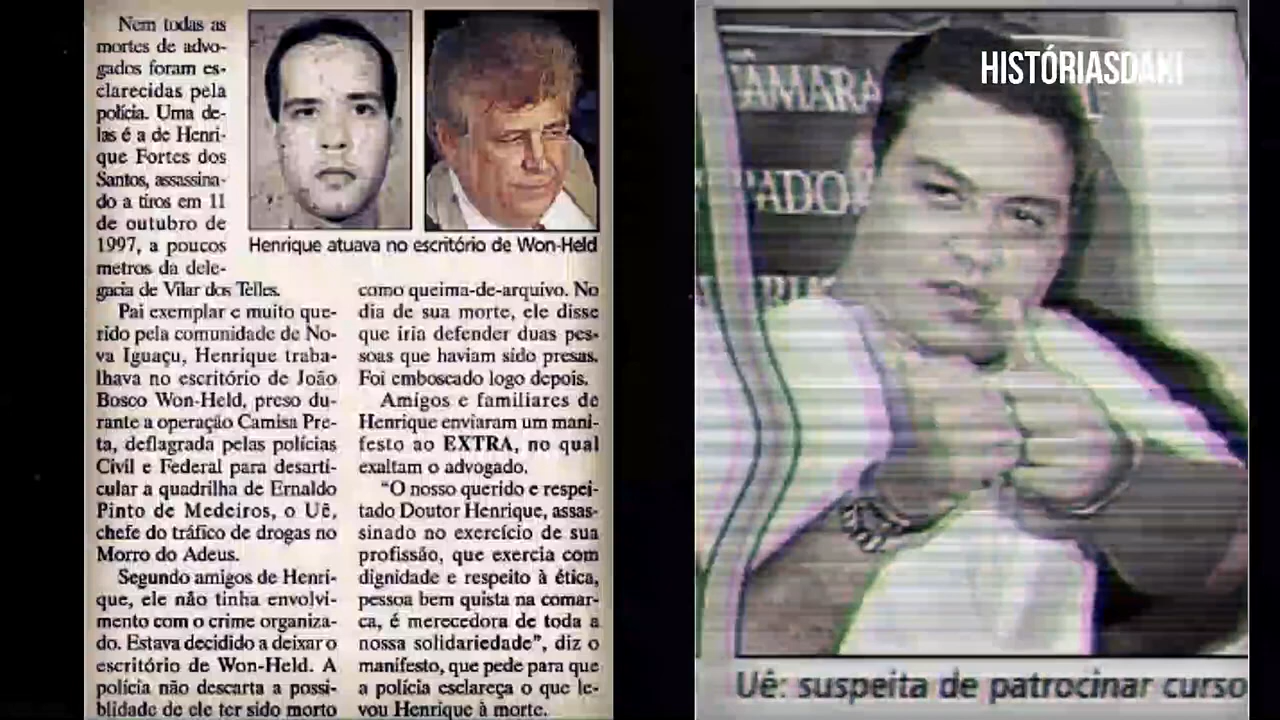 Nem todas as
mortes de advo-
gados foram es-
clarecidas pela
polícia. Uma de-
las é a de Henri-
que Fortes dos
Santos, assassina-
do a tiros em 11
de outubro de
1997, a poucos
metros da dele-
gacia de Vilar dos Telles.
Pai exemplar e muito que-
rido pela comunidade de No-
va Iguaçu, Henrique traba-
lhava no escritório de João
Bosco Won-Held, preso du-
rante a operação Camisa Pre-
ta, deflagrada pelas polícias
Civil e Federal para desarti-
cular a quadrilha de Ernaldo
Pinto de Medeiros, o Uê,
chefe do tráfico de drogas no
Morro do Adeus.
Segundo amigos de Henri-
que, ele não tinha envolvi-
mento com o crime organiza-
do. Estava decidido a deixar o
escritório de Won-Held. A
polícia não descarta a possi-
blidade de ele ter sido morto
Henrique atuava no escritório de Won-Held
como queima-de-arquivo. No
dia de sua morte, ele disse
que iria defender duas pes-
soas que haviam sido presas.
Foi emboscado logo depois.
Amigos e familiares de
Henrique enviaram um mani-
festo ao EXTRA, no qual
exaltam o advogado.
“O nosso querido e respei-
tado Doutor Henrique, assas-
sinado no exercício de sua
profissão, que exercia com
dignidade e respeito à ética,
pessoa bem quista na comar-
ca, é merecedora de toda a
nossa solidariedade”, diz o
manifesto, que pede para que
a polícia esclareça o que le-
vou Henrique à morte.
HISTÓRIASDAKI
ÂMARA
ADO
Uê: suspeita de patrocinar curso